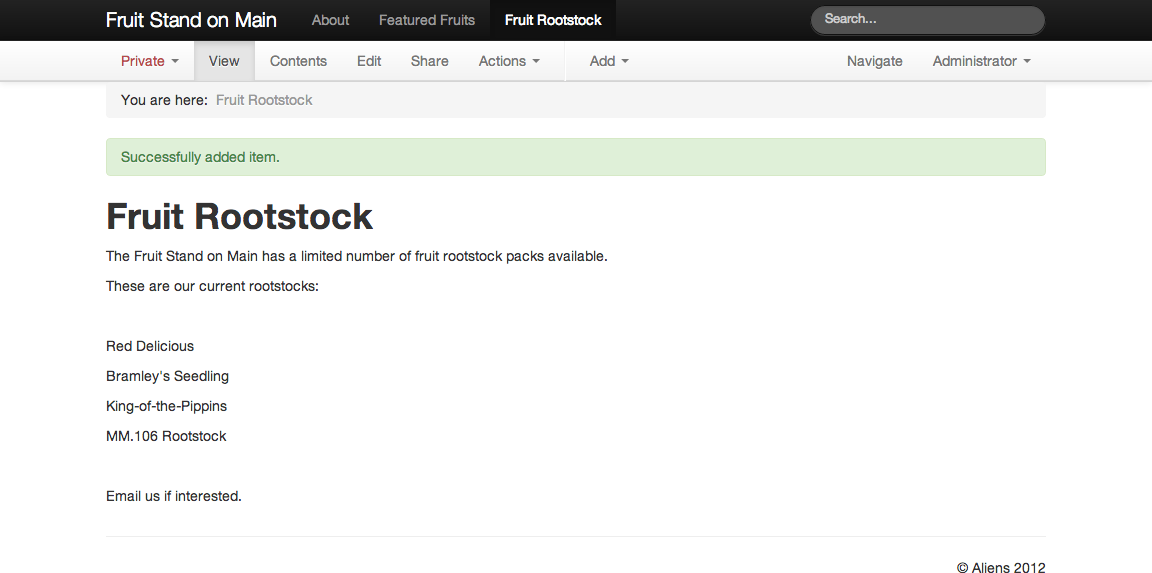 Fruit Stand on Main About Featured Fruits Fruit Rootstock Search...
Private View Contents Edit Share Actions Add Navigate Administrator
You are here: Fruit Rootstock
Successfully added item.
Fruit Rootstock
The Fruit Stand on Main has a limited number of fruit rootstock packs available.
These are our current rootstocks:
Red Delicious
Bramley's Seedling
King-of-the-Pippins
MM.106 Rootstock
Email us if interested.
© Aliens 2012